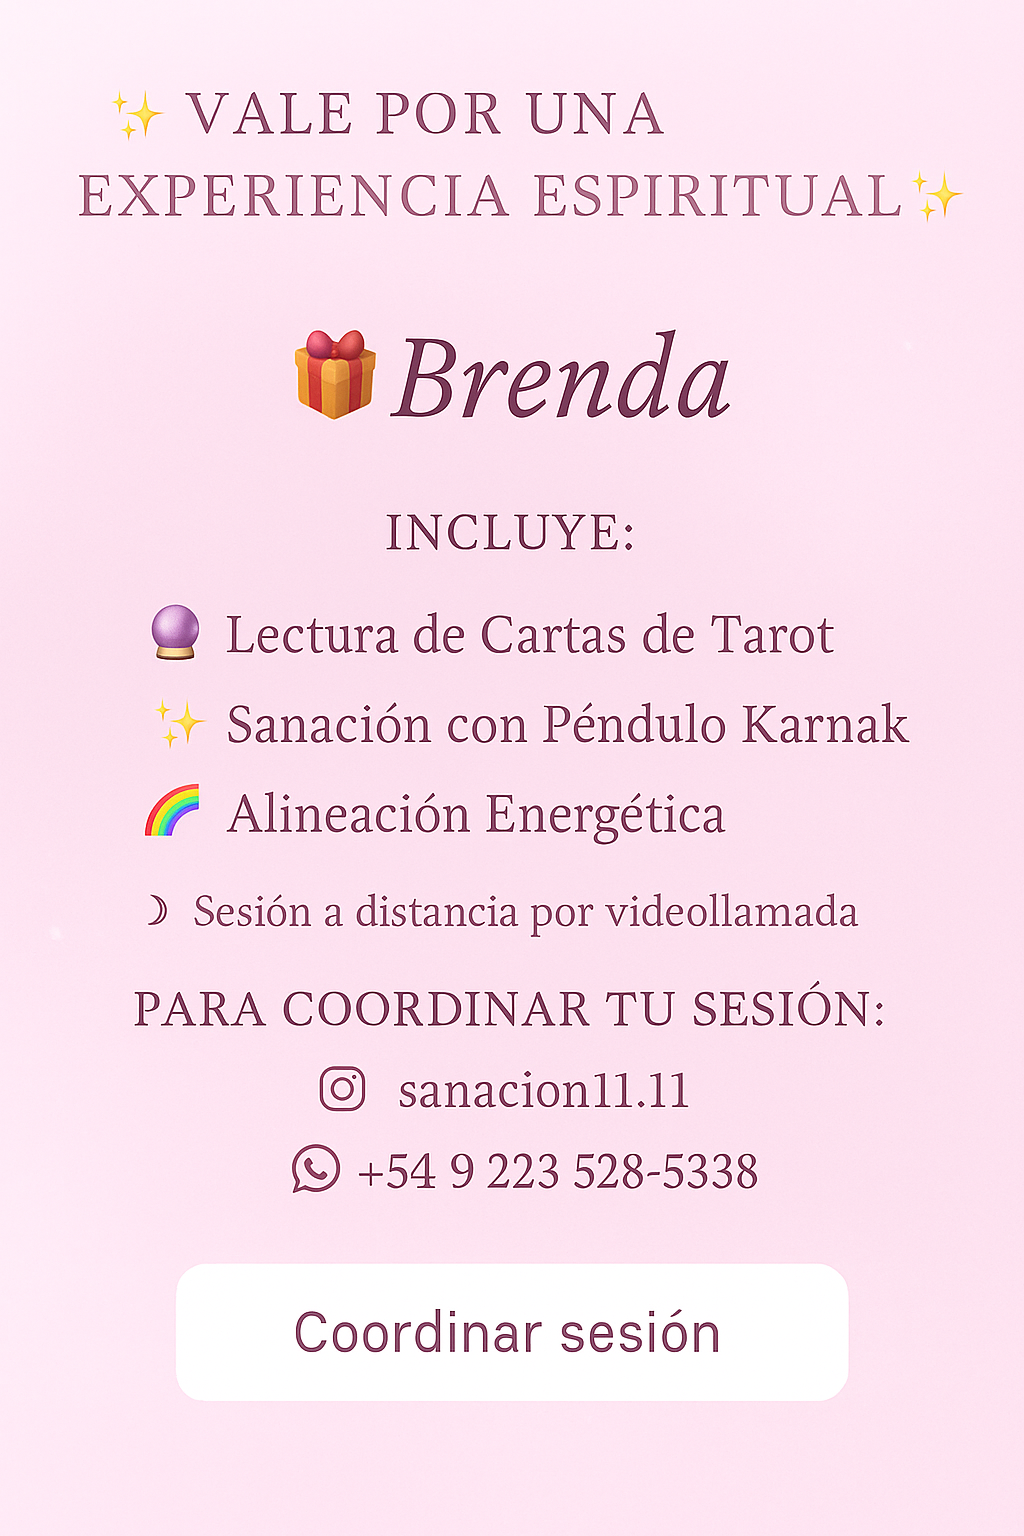 ✨ VALE POR UNA
EXPERIENCIA ESPIRITUAL✨
🎁 Brenda
INCLUYE:
🔮 Lectura de Cartas de Tarot
✨ Sanación con Péndulo Karnak
🌈 Alineación Energética
☽ Sesión a distancia por videollamada
PARA COORDINAR TU SESIÓN:
sanacion11.11
+54 9 223 528-5338
Coordinar sesión